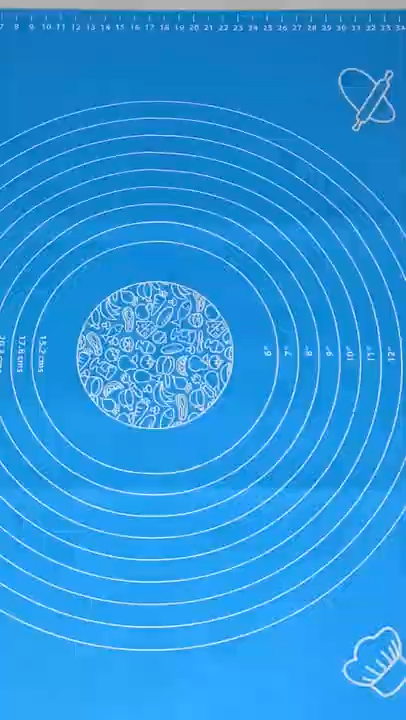 7 8 9 10 11 12 13 14 15 16 17 18 19 20 21 22 23 24 25 26 27 28 29 30 31 32 33 34
6" 7" 8" 9" 10" 11" 12"
15.2 cms
17.8 cms